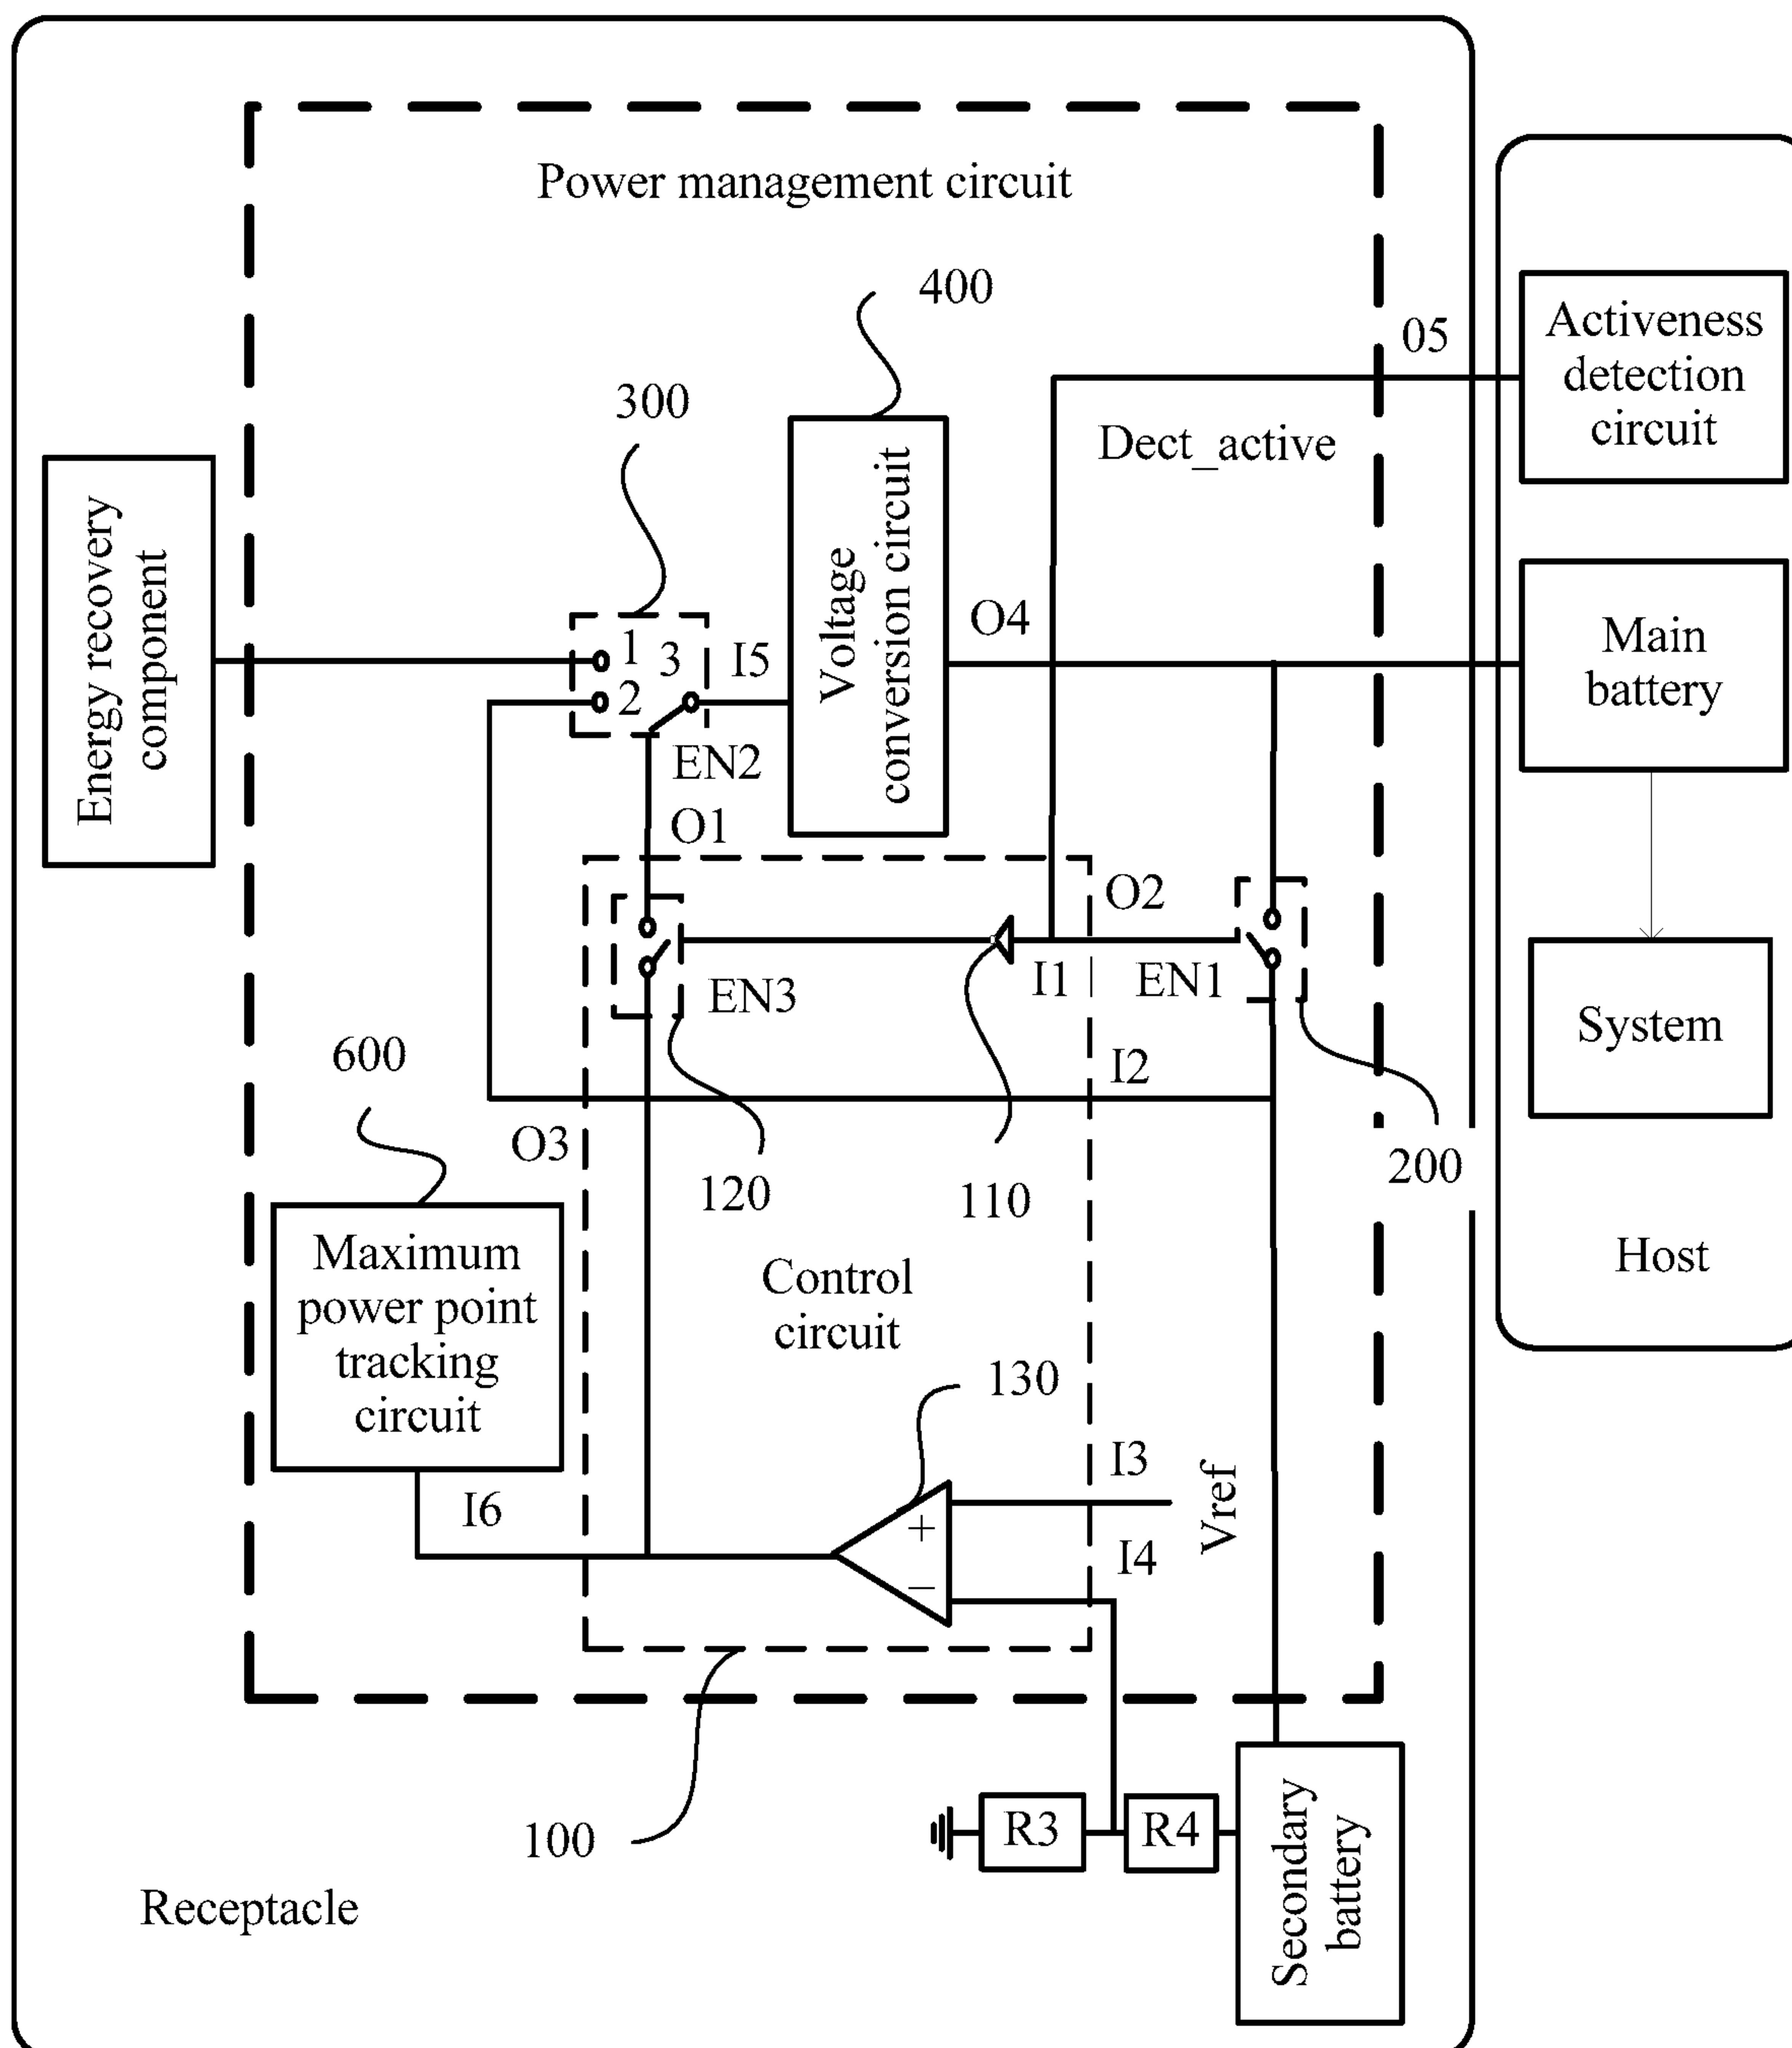 Power management circuit
400
05
Activeness
detection
circuit
300
Dect_active
Energy recovery
component
Voltage
conversion circuit
O4
Main
battery
1
3
I5
2
EN2
O1
O2
I1
EN1
EN3
System
600
I2
O3
120
110
200
Maximum
power point
tracking
circuit
Control
circuit
Host
130
I3
Vref
I6
+
I4
−
R3
R4
100
Secondary
battery
Receptacle